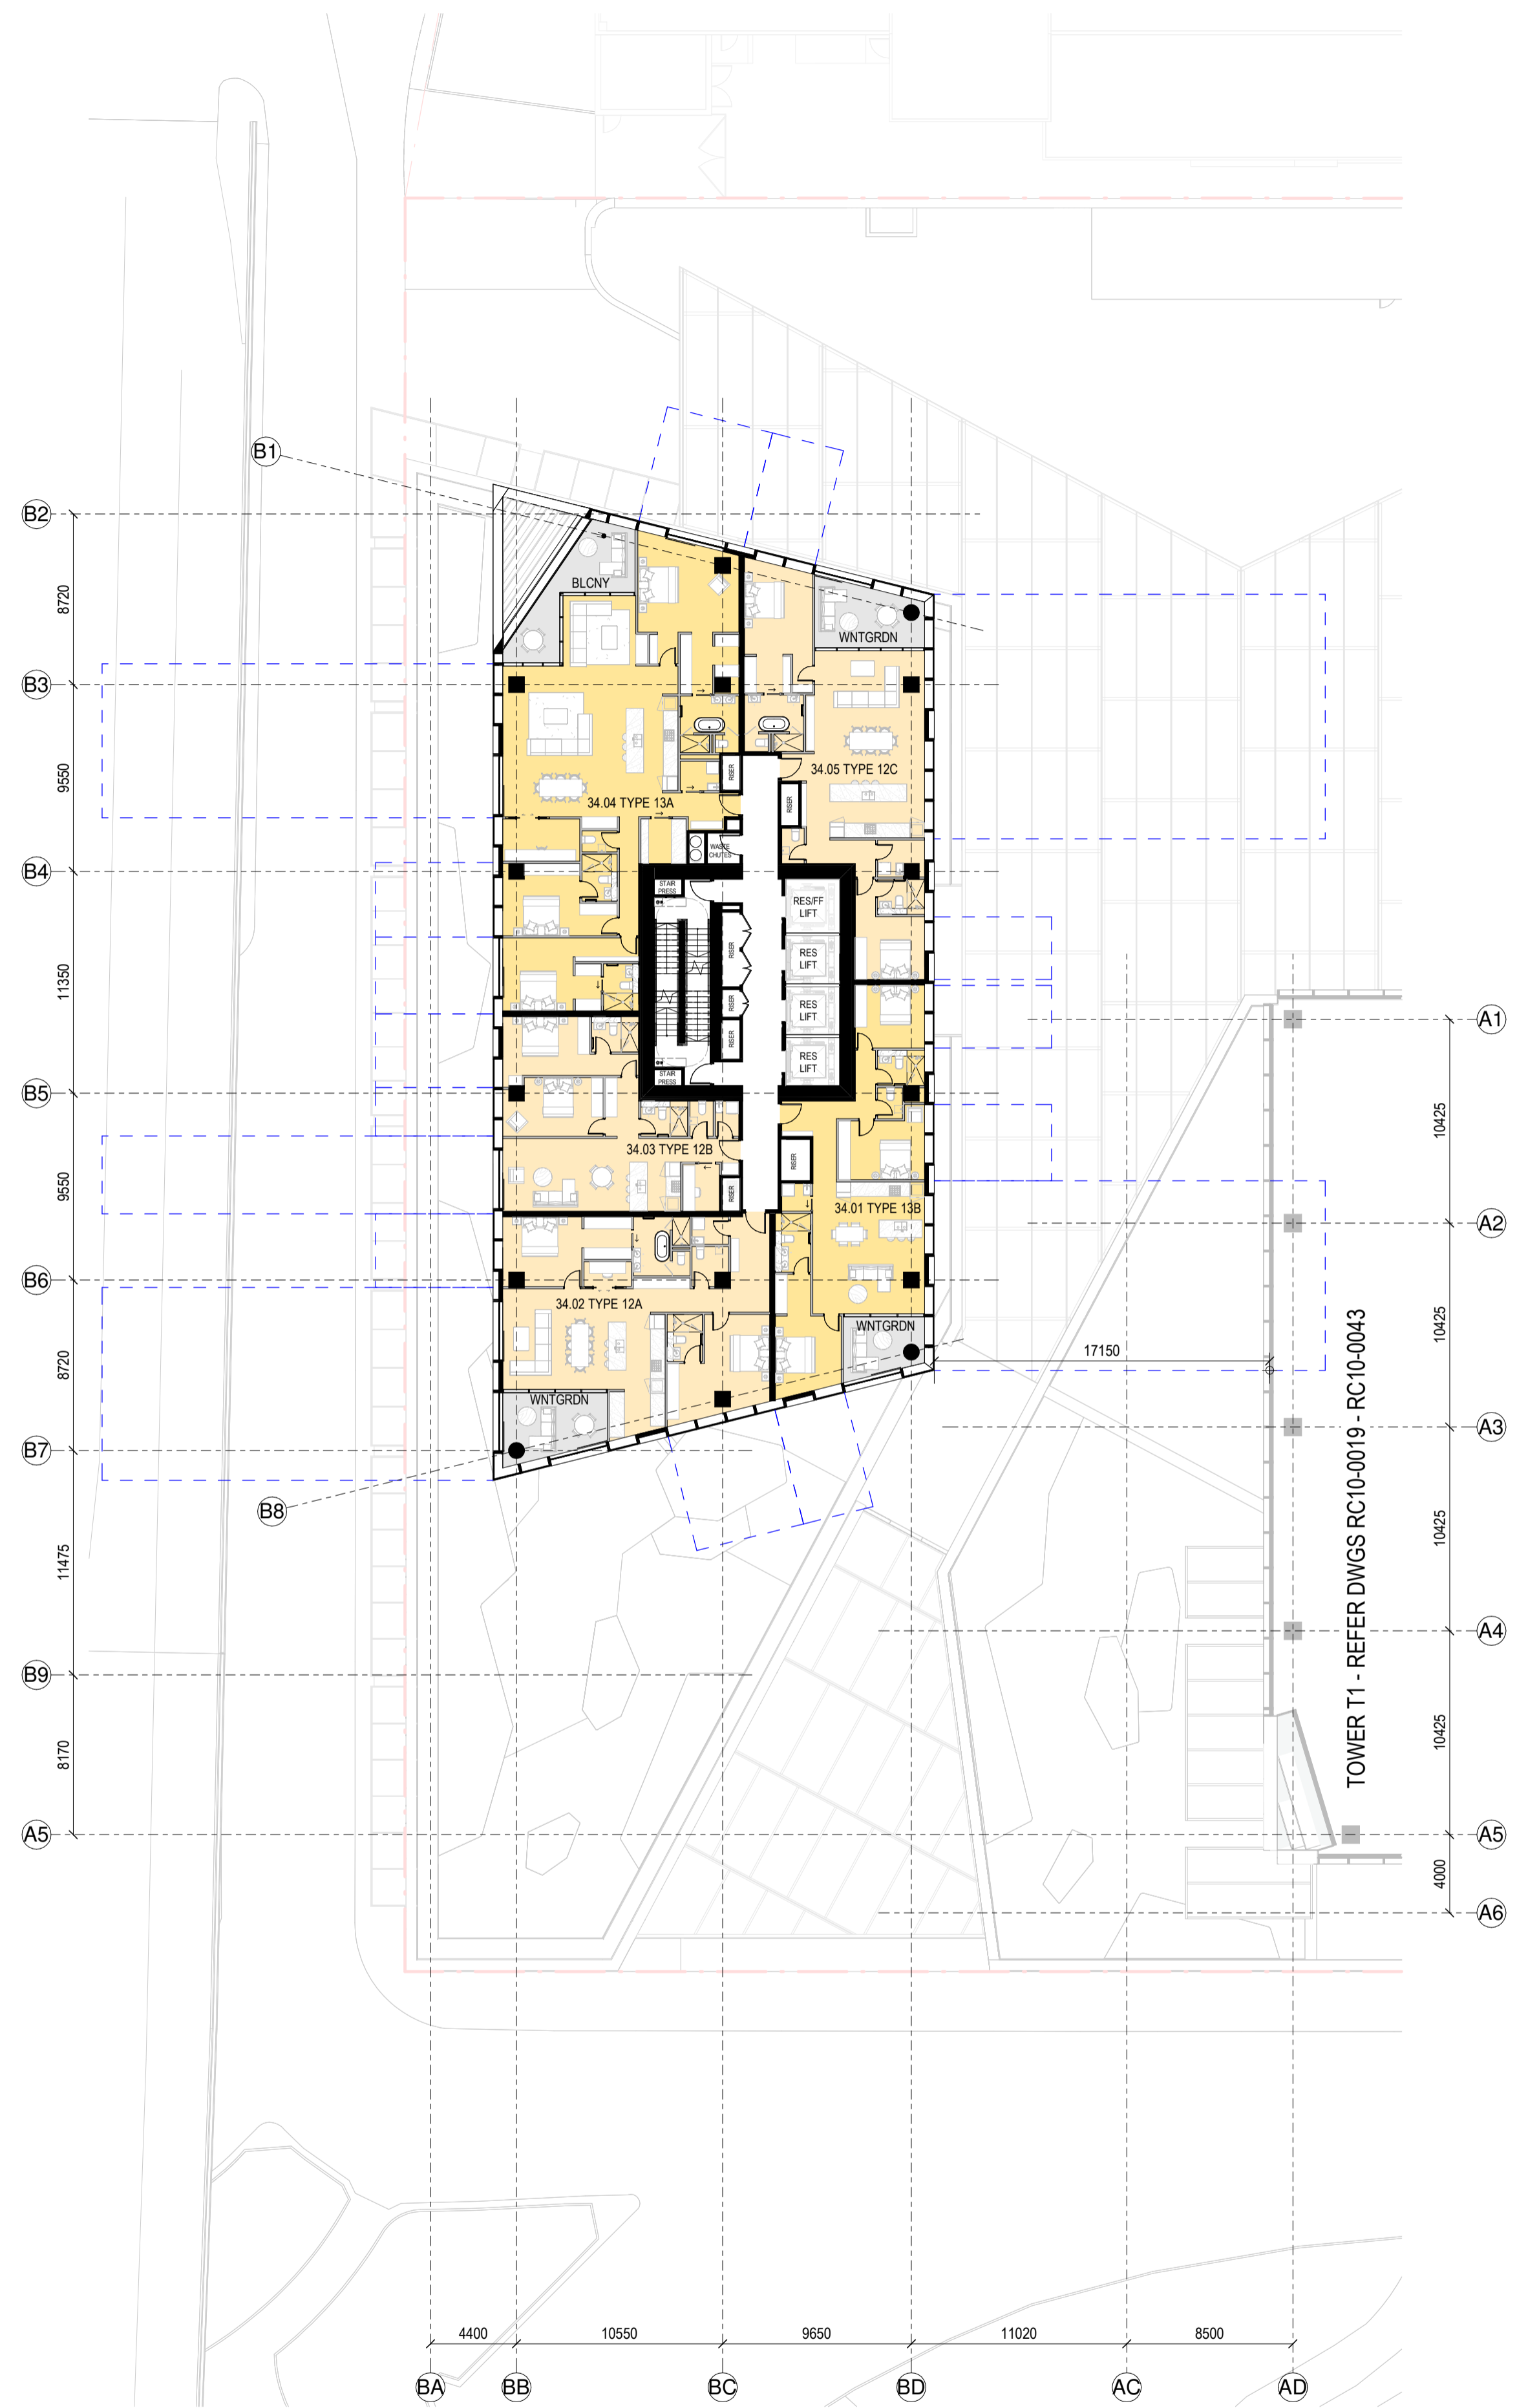 B1
B2
8720
BLCNY
WNTGRDN
B3
9550
34.05 TYPE 12C
RISER
34.04 TYPE 13A
RISER
WASTE
CHUTES
B4
STAIR
PRESS
RES/FF
LIFT
RISER
RES
LIFT
11350
RISER
RES
LIFT
A1
RISER
RES
LIFT
STAIR
PRESS
B5
10425
34.03 TYPE 12B
RISER
9550
RISER
34.01 TYPE 13B
A2
B6
34.02 TYPE 12A
WNTGRDN
10425
17150
8720
WNTGRDN
A3
B7
B8
TOWER T1 - REFER DWGS RC10-0019 - RC10-0043
10425
11475
A4
B9
10425
8170
A5
A5
4000
A6
4400
10550
9650
11020
8500
BA
BB
BC
BD
AC
AD